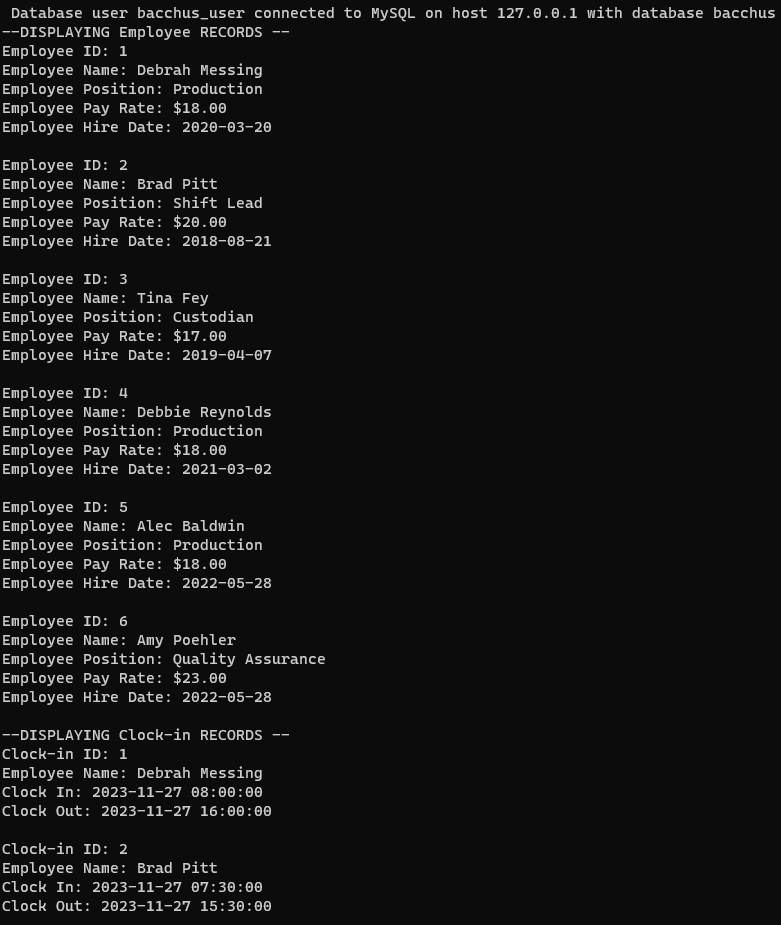 Database user bacchus_user connected to MySQL on host 127.0.0.1 with database bacchus
--DISPLAYING Employee RECORDS --
Employee ID: 1
Employee Name: Debrah Messing
Employee Position: Production
Employee Pay Rate: $18.00
Employee Hire Date: 2020-03-20

Employee ID: 2
Employee Name: Brad Pitt
Employee Position: Shift Lead
Employee Pay Rate: $20.00
Employee Hire Date: 2018-08-21

Employee ID: 3
Employee Name: Tina Fey
Employee Position: Custodian
Employee Pay Rate: $17.00
Employee Hire Date: 2019-04-07

Employee ID: 4
Employee Name: Debbie Reynolds
Employee Position: Production
Employee Pay Rate: $18.00
Employee Hire Date: 2021-03-02

Employee ID: 5
Employee Name: Alec Baldwin
Employee Position: Production
Employee Pay Rate: $18.00
Employee Hire Date: 2022-05-28

Employee ID: 6
Employee Name: Amy Poehler
Employee Position: Quality Assurance
Employee Pay Rate: $23.00
Employee Hire Date: 2022-05-28

--DISPLAYING Clock-in RECORDS --
Clock-in ID: 1
Employee Name: Debrah Messing
Clock In: 2023-11-27 08:00:00
Clock Out: 2023-11-27 16:00:00

Clock-in ID: 2
Employee Name: Brad Pitt
Clock In: 2023-11-27 07:30:00
Clock Out: 2023-11-27 15:30:00